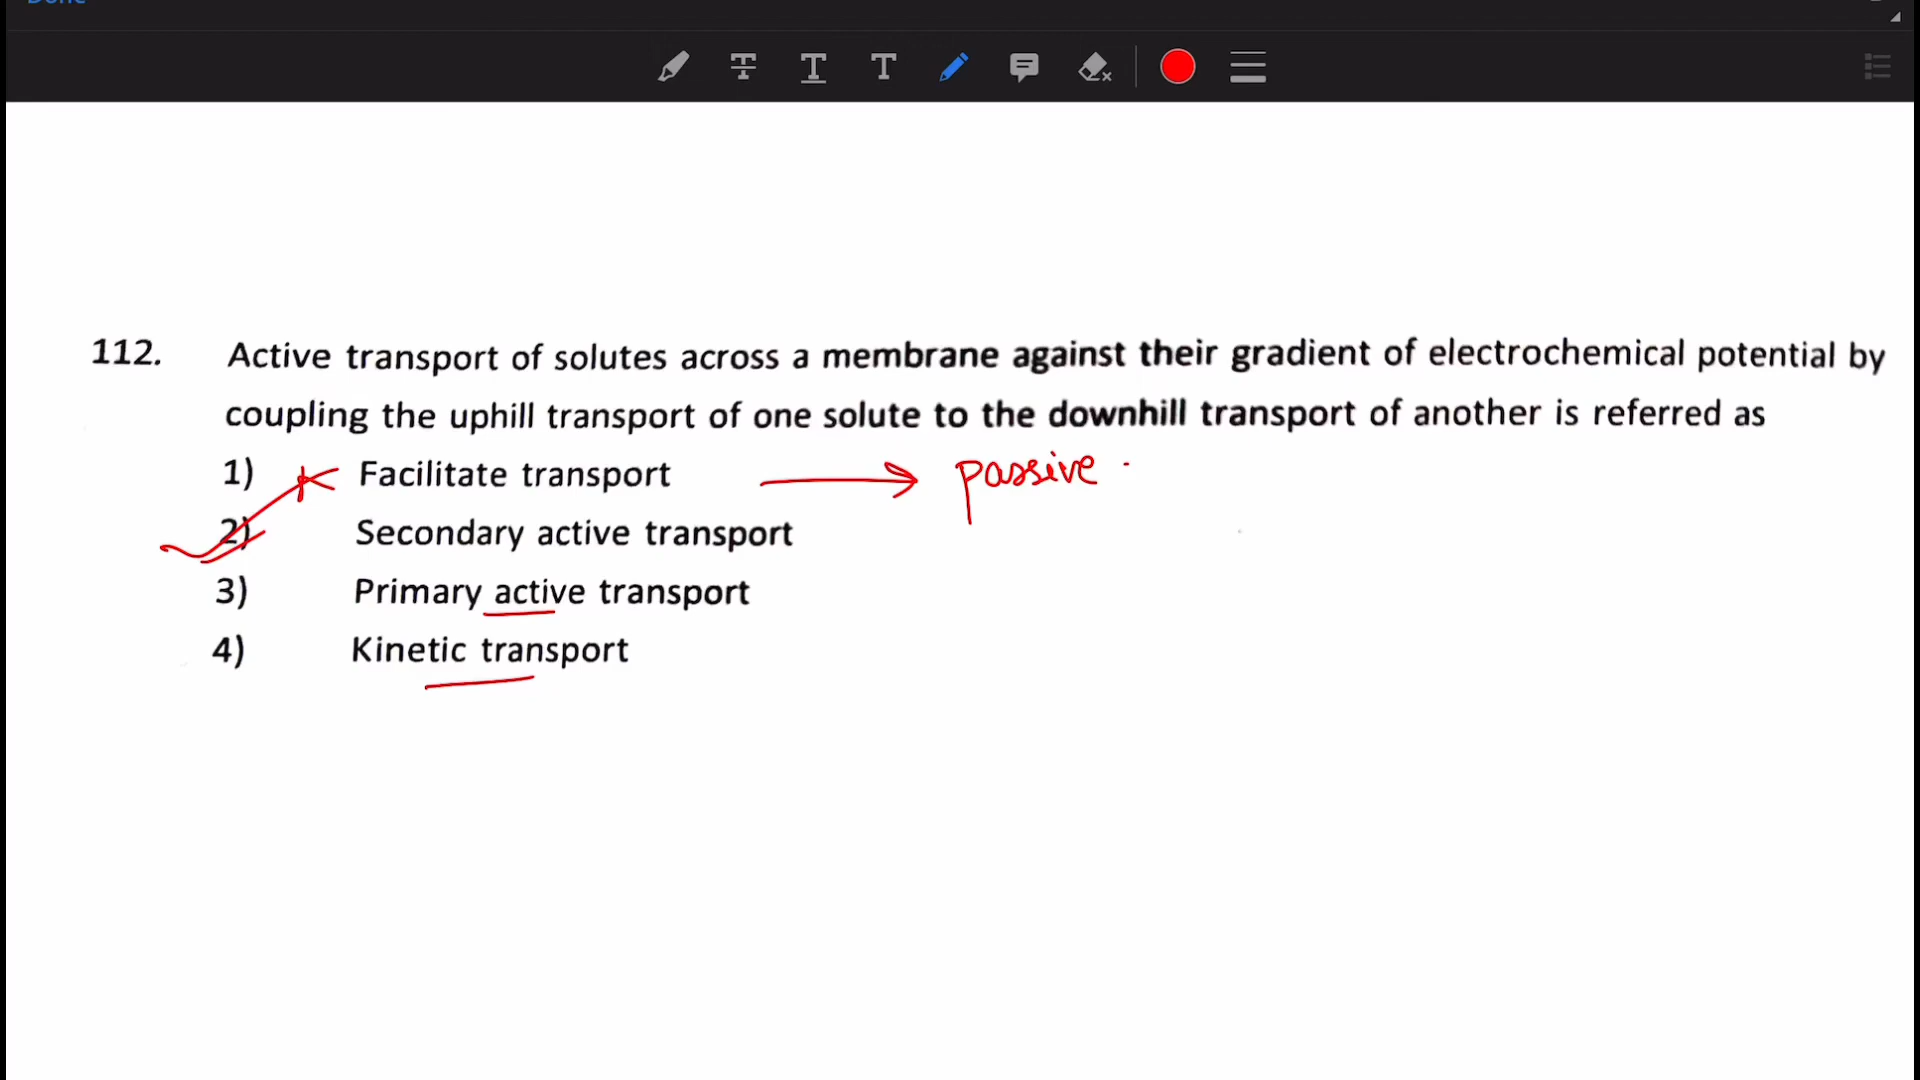 Done
T T T
112. Active transport of solutes across a membrane against their gradient of electrochemical potential by
coupling the uphill transport of one solute to the downhill transport of another is referred as
1) Facilitate transport → passive
2) Secondary active transport
3) Primary active transport
4) Kinetic transport